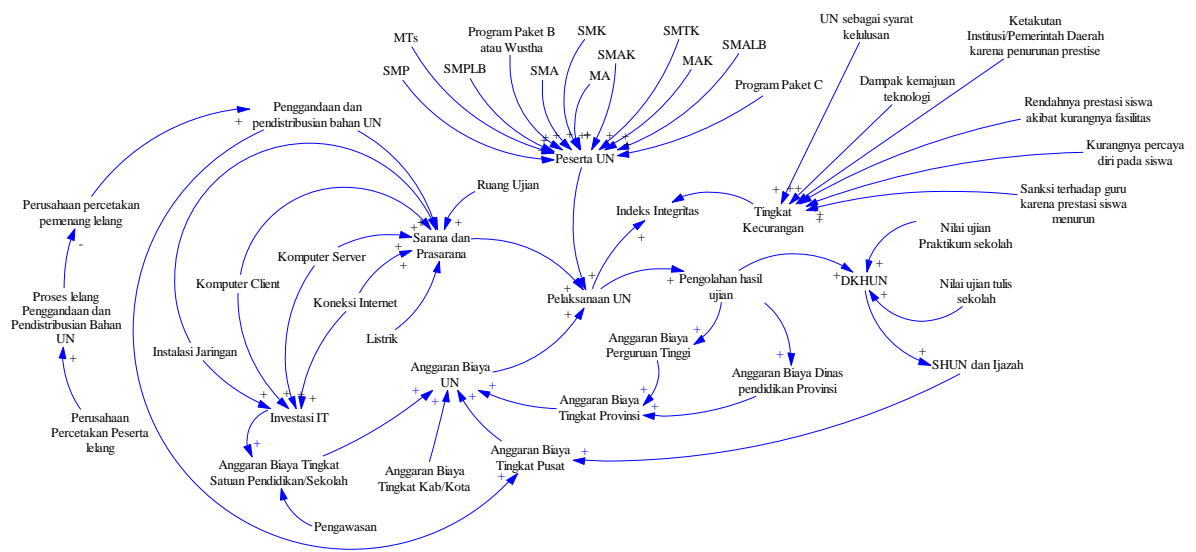 UN sebagai syarat
kelulusan
Ketakutan
Institusi/Pemerintah Daerah
karena penurunan prestise
MTs
Program Paket B
atau Wustha
SMK
SMTK
SMP
SMPLB
SMA
SMAK
MA
MAK
SMALB
Program Paket C
Dampak kemajuan
teknologi
Rendahnya prestasi siswa
akibat kurangnya fasilitas
Penggandaan dan
pendistribusian bahan UN
Peserta UN
Kurangnya percaya
diri pada siswa
Ruang Ujian
Sanksi terhadap guru
karena prestasi siswa
menurun
Perusahaan percetakan
pemenang lelang
Indeks Integritas
Tingkat
Kecurangan
Sarana dan
Prasarana
Nilai ujian
Praktikum sekolah
Komputer Server
Komputer Client
Koneksi Internet
Pelaksanaan UN
Pengolahan hasil
ujian
DKHUN
Nilai ujian tulis
sekolah
Proses lelang
Penggandaan dan
Pendistribusian Bahan
UN
Listrik
Instalasi Jaringan
Anggaran Biaya
Perguruan Tinggi
Anggaran Biaya
UN
Anggaran Biaya Dinas
pendidikan Provinsi
SHUN dan Ijazah
Anggaran Biaya
Tingkat Provinsi
Perusahaan
Percetakan Peserta
lelang
Investasi IT
Anggaran Biaya Tingkat
Satuan Pendidikan/Sekolah
Anggaran Biaya
Tingkat Kab/Kota
Anggaran Biaya
Tingkat Pusat
Pengawasan